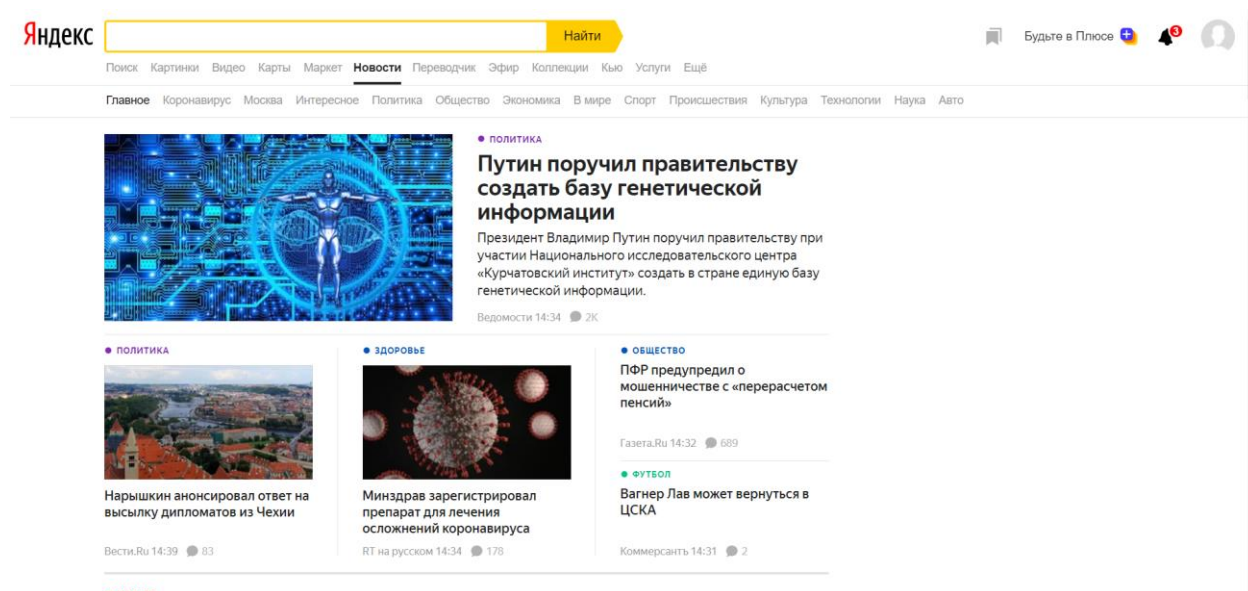 Яндекс
Найти
Будьте в Плюсе
3
Поиск Картинки Видео Карты Маркет Новости Переводчик Эфир Коллекции Кью Услуги Ещё
Главное Коронавирус Москва Интересное Политика Общество Экономика В мире Спорт Происшествия Культура Технологии Наука Авто
ПОЛИТИКА
Путин поручил правительству
создать базу генетической
информации
Президент Владимир Путин поручил правительству при
участии Национального исследовательского центра
«Курчатовский институт» создать в стране единую базу
генетической информации.
Ведомости 14:34 2K
ПОЛИТИКА
Нарышкин анонсировал ответ на
высылку дипломатов из Чехии
Вести.Ru 14:39 83
ЗДОРОВЬЕ
Минздрав зарегистрировал
препарат для лечения
осложнений коронавируса
RT на русском 14:34 178
ОБЩЕСТВО
ПФР предупредил о
мошенничестве с «перерасчетом
пенсий»
Газета.Ru 14:32 689
ФУТБОЛ
Вагнер Лав может вернуться в
ЦСКА
Коммерсантъ 14:31 2